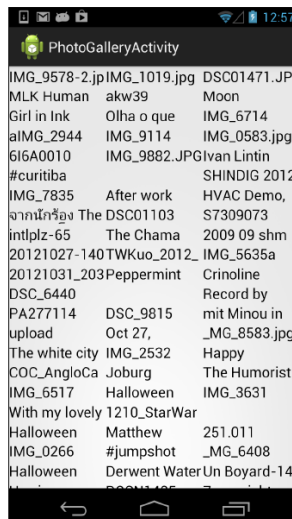 12:57
PhotoGalleryActivity
IMG_9578-2.jp IMG_1019.jpg DSC01471.JP
MLK Human akw39 Moon
Girl in Ink Olha o que IMG_6714
aIMG_2944 IMG_9114 IMG_0583.jpg
6I6A0010 IMG_9882.JPG Ivan Lintin
#curitiba SHINDIG 2012
IMG_7835 After work HVAC Demo,
จากนักร้อง The DSC01103 S7309073
intlplz-65 The Chama 2009 09 shm
20121027-140 TWKuo_2012_ IMG_5635a
20121031_203 Peppermint Crinoline
DSC_6440 Record by
PA277114 DSC_9815 mit Minou in
upload Oct 27, _MG_8583.jpg
The white city IMG_2532 Happy
COC_AngloCa Joburg The Humorist
IMG_6517 Halloween IMG_3631
With my lovely 1210_StarWar
Halloween Matthew 251.011
IMG_0266 #jumpshot _MG_6408
Halloween Derwent Water Un Boyard-14